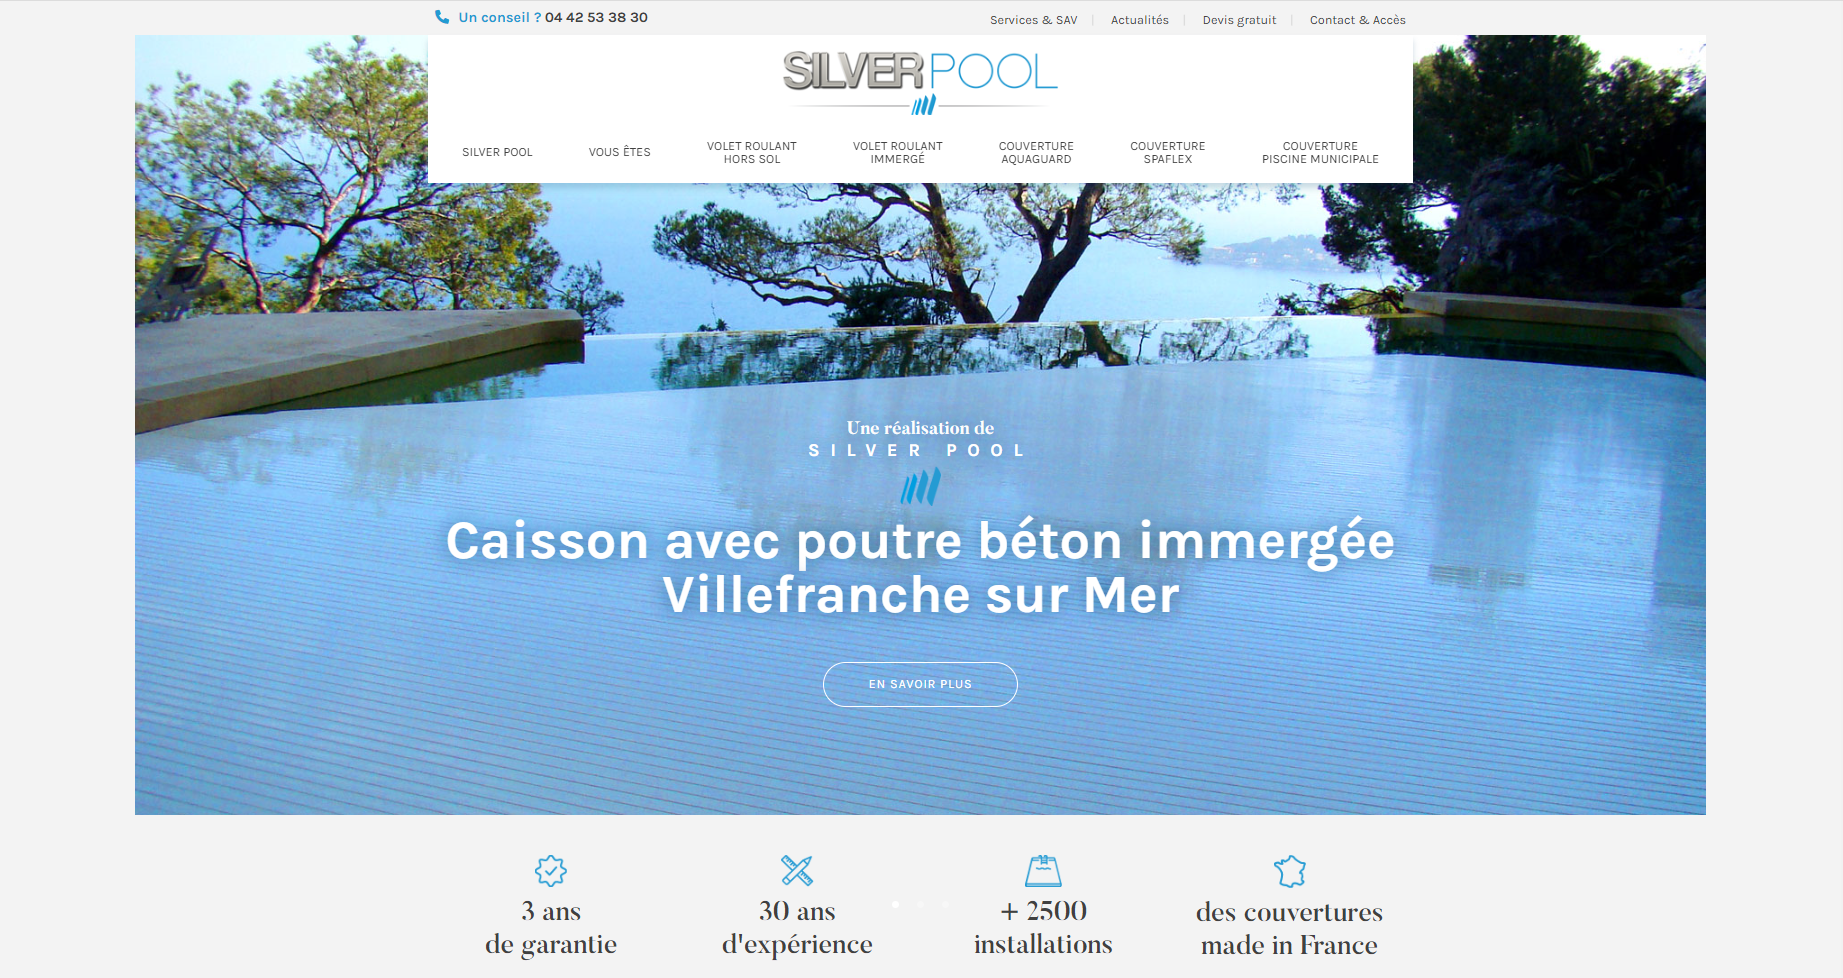 Un conseil ? 04 42 53 38 30
Services & SAV
Actualités
Devis gratuit
Contact & Accès
SILVERPOOL
SILVER POOL
VOUS ÊTES
VOLET ROULANT
HORS SOL
VOLET ROULANT
IMMERGÉ
COUVERTURE
AQUAGUARD
COUVERTURE
SPAFLEX
COUVERTURE
PISCINE MUNICIPALE
Une réalisation de
SILVER POOL
Caisson avec poutre béton immergée
Villefranche sur Mer
EN SAVOIR PLUS
3 ans
de garantie
30 ans
d'expérience
+ 2500
installations
des couvertures
made in France